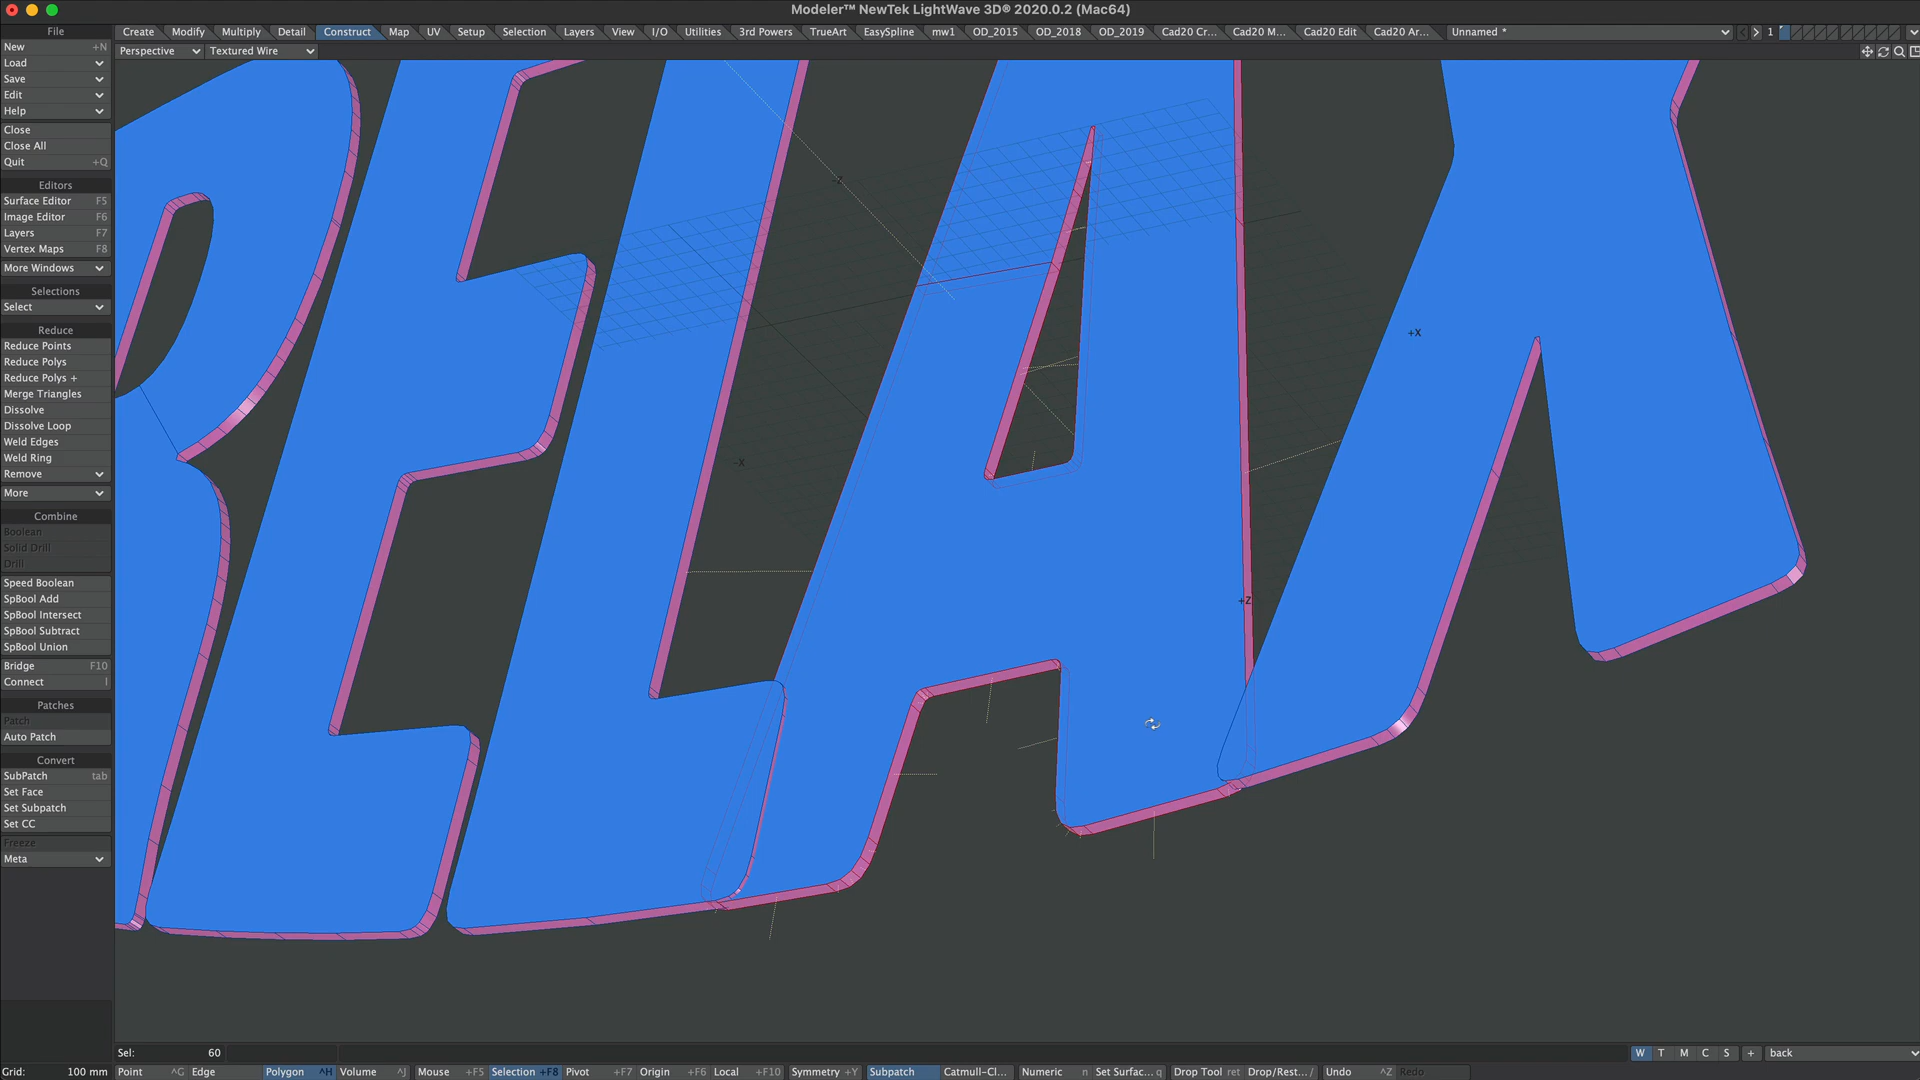 Modeler™ NewTek LightWave 3D® 2020.0.2 (Mac64)
File Create Modify Multiply Detail Construct Map UV Setup Selection Layers View I/O Utilities 3rd Powers TrueArt EasySpline mw1 OD_2015 OD_2018 OD_2019 Cad20 Cr... Cad20 M... Cad20 Edit Cad20 Ar... Unnamed * 1
New +N
Perspective Textured Wire
Load
Save
Edit
Help
Close
Close All
Quit +Q
Editors
Surface Editor F5
Image Editor F6
Layers F7
Vertex Maps F8
More Windows
Selections
Select
Reduce
Reduce Points
Reduce Polys
Reduce Polys +
Merge Triangles
Dissolve
Dissolve Loop
Weld Edges
Weld Ring
Remove
More
Combine
Boolean
Solid Drill
Drill
Speed Boolean
SpBool Add
SpBool Intersect
SpBool Subtract
SpBool Union
Bridge F10
Connect l
Patches
Patch
Auto Patch
Convert
SubPatch tab
Set Face
Set Subpatch
Set CC
Freeze
Meta
RELAX
-Z
+X
-X
+Z
Sel: 60 W T M C S + back
Grid: 100 mm Point ^G Edge Polygon ^H Volume ^J Mouse +F5 Selection +F8 Pivot +F7 Origin +F6 Local +F10 Symmetry +Y Subpatch Catmull-Cl... Numeric n Set Surfac... q Drop Tool ret Drop/Rest... / Undo ^Z Redo